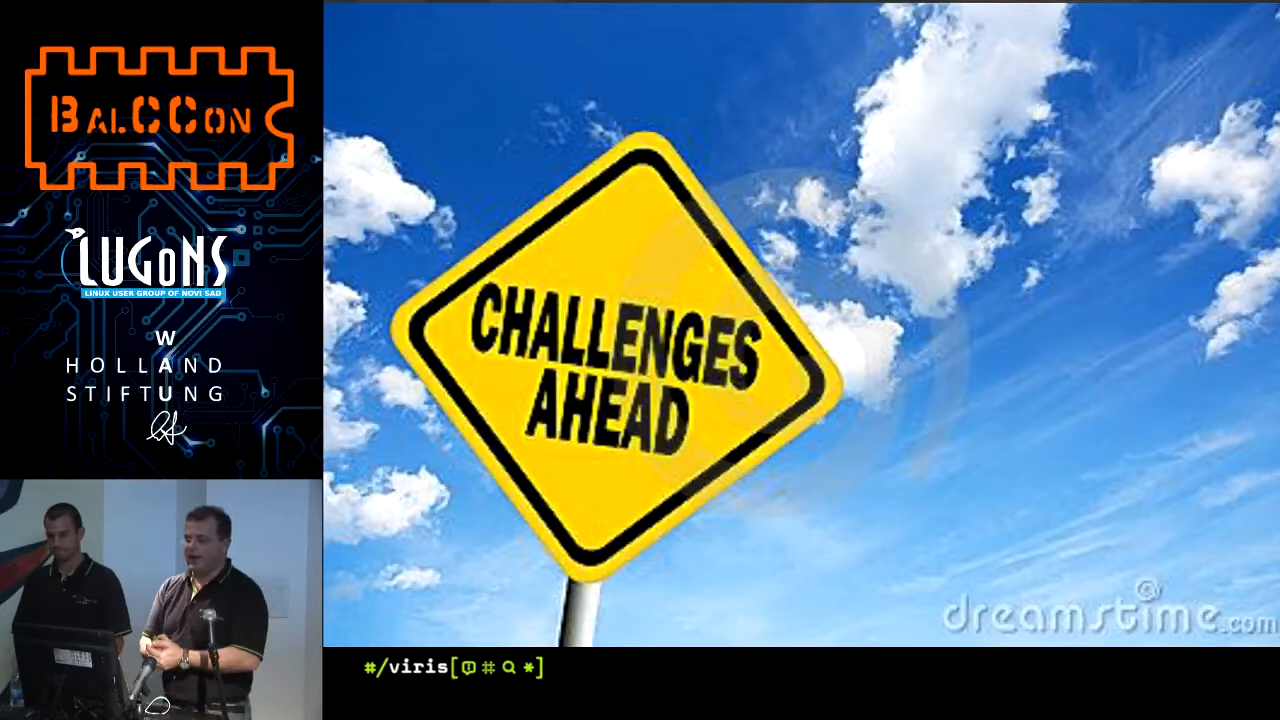 BALCCON
LUGoNS
LINUX USER GROUP OF NOVI SAD
W
HOLLAND
U
STIFTUNG
CHALLENGES
AHEAD
dreamstime.com
#/viris[
*]